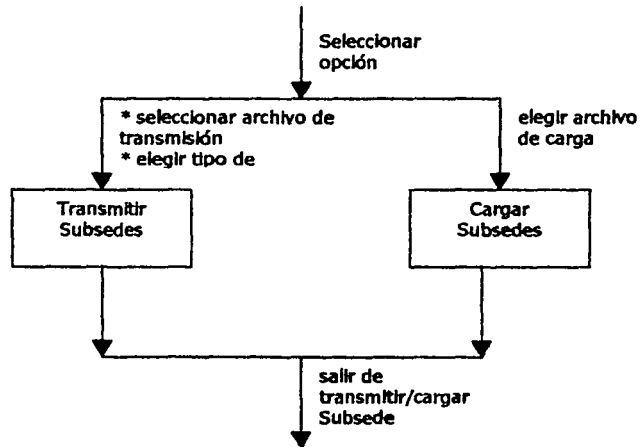 Seleccionar
opción
* seleccionar archivo de
transmisión
* elegir tipo de
elegir archivo
de carga
Transmitir
Subsedes
Cargar
Subsedes
salir de
transmitir/cargar
Subsede